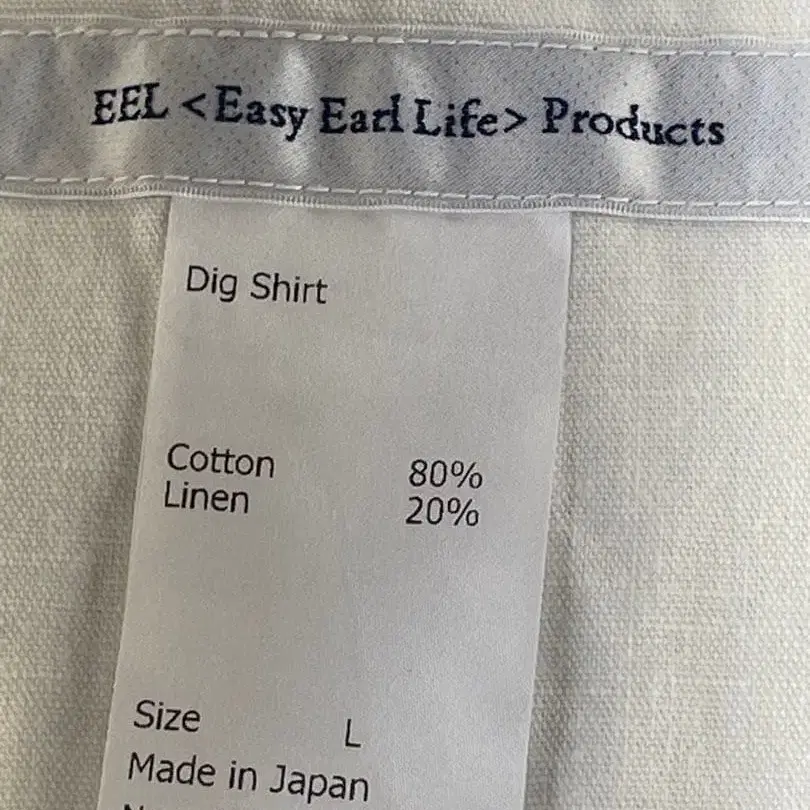 EEL <Easy Earl Life> Products
Dig Shirt
Cotton 80%
Linen 20%
Size L
Made in Japan